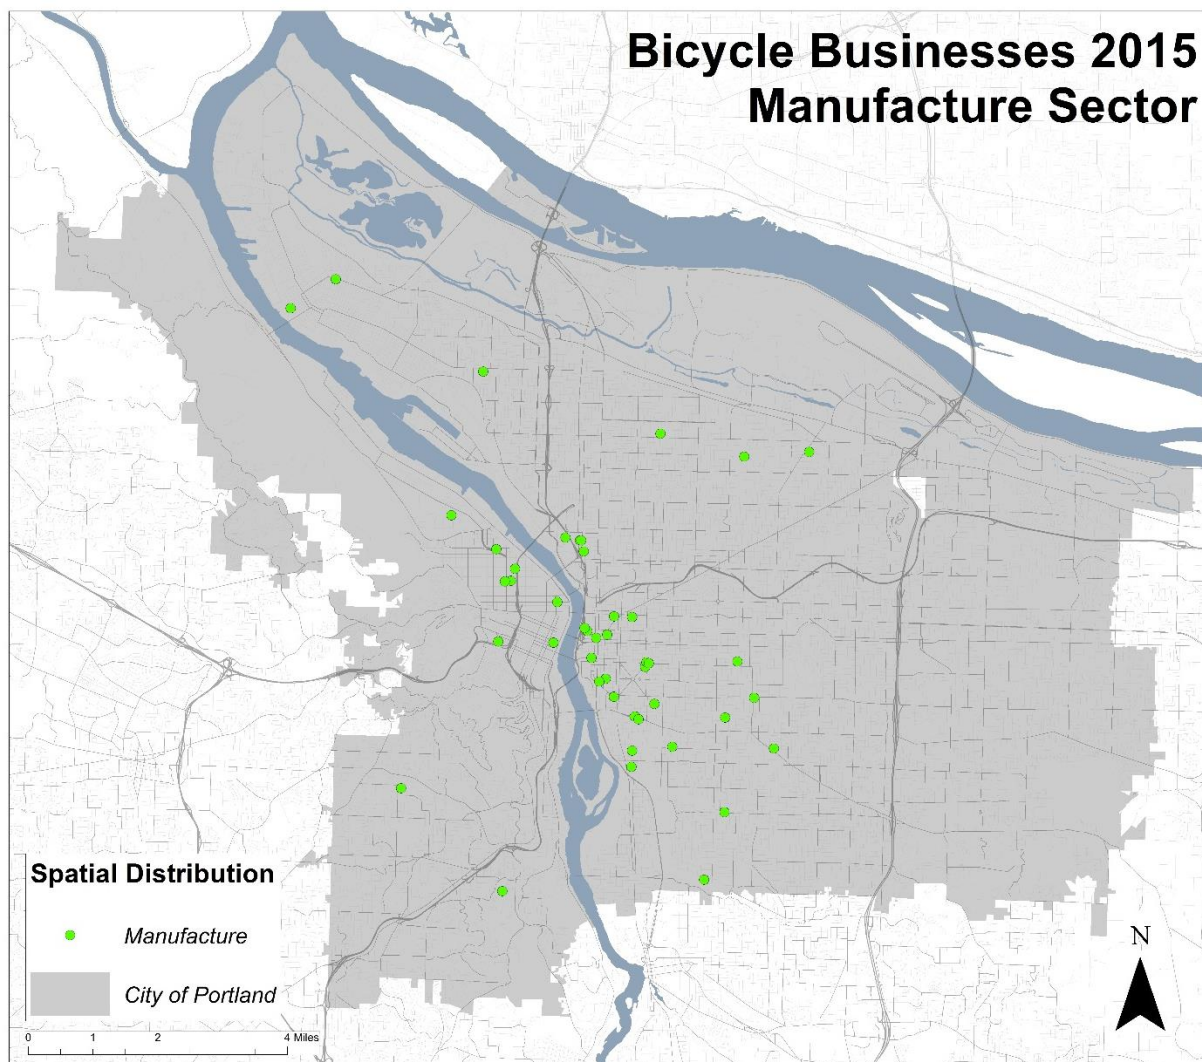 Bicycle Businesses 2015
Manufacture Sector
Spatial Distribution
Manufacture
City of Portland
N
0 1 2 4 Miles